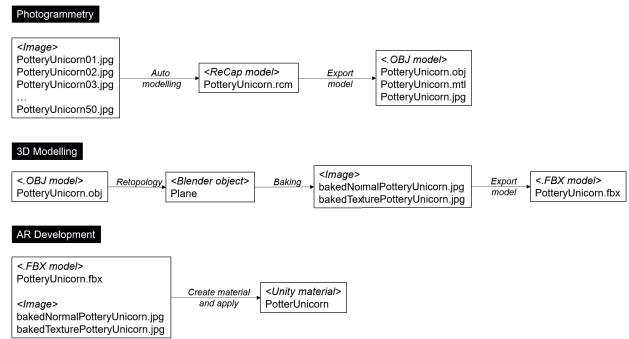 Photogrammetry
<Image>
PotteryUnicorn01.jpg
PotteryUnicorn02.jpg
PotteryUnicorn03.jpg
…
PotteryUnicorn50.jpg
Auto
modelling
<ReCap model>
PotteryUnicorn.rcm
Export
model
<.OBJ model>
PotteryUnicorn.obj
PotteryUnicorn.mtl
PotteryUnicorn.jpg
3D Modelling
<.OBJ model>
PotteryUnicorn.obj
Retopology
<Blender object>
Plane
Baking
<Image>
bakedNormalPotteryUnicorn.jpg
bakedTexturePotteryUnicorn.jpg
Export
model
<.FBX model>
PotteryUnicorn.fbx
AR Development
<.FBX model>
PotteryUnicorn.fbx
<Image>
bakedNormalPotteryUnicorn.jpg
bakedTexturePotteryUnicorn.jpg
Create material
and apply
<Unity material>
PotterUnicorn